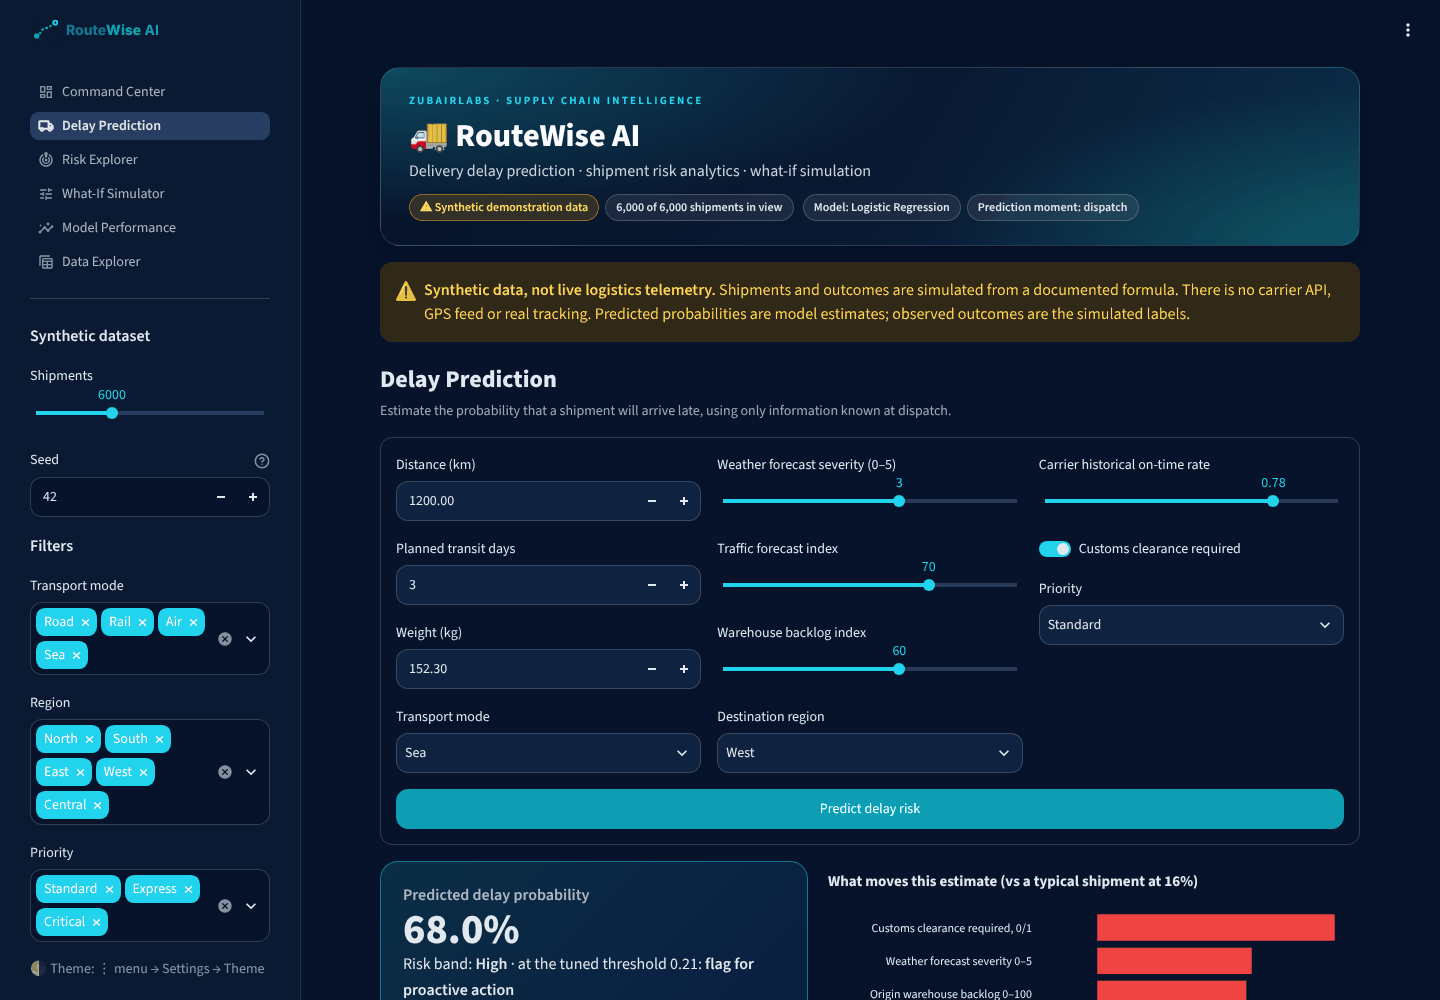 RouteWise AI
Command Center
Delay Prediction
Risk Explorer
What-If Simulator
Model Performance
Data Explorer
Synthetic dataset
Shipments
6000
Seed
42
Filters
Transport mode
Road
Rail
Air
Sea
Region
North
South
East
West
Central
Priority
Standard
Express
Critical
Theme: ⋮ menu → Settings → Theme
ZUBAIRLABS · SUPPLY CHAIN INTELLIGENCE
RouteWise AI
Delivery delay prediction · shipment risk analytics · what-if simulation
Synthetic demonstration data
6,000 of 6,000 shipments in view
Model: Logistic Regression
Prediction moment: dispatch
Synthetic data, not live logistics telemetry. Shipments and outcomes are simulated from a documented formula. There is no carrier API,
GPS feed or real tracking. Predicted probabilities are model estimates; observed outcomes are the simulated labels.
Delay Prediction
Estimate the probability that a shipment will arrive late, using only information known at dispatch.
Distance (km)
1200.00
Weather forecast severity (0–5)
3
Carrier historical on-time rate
0.78
Planned transit days
3
Traffic forecast index
70
Customs clearance required
Priority
Standard
Weight (kg)
152.30
Warehouse backlog index
60
Transport mode
Sea
Destination region
West
Predict delay risk
Predicted delay probability
68.0%
Risk band: High · at the tuned threshold 0.21: flag for
proactive action
What moves this estimate (vs a typical shipment at 16%)
Customs clearance required, 0/1
Weather forecast severity 0–5
Origin warehouse backlog 0–100